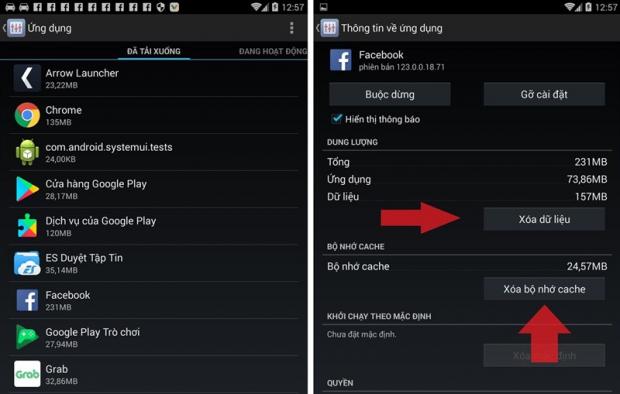 12:57
Ứng dụng
ĐÃ TẢI XUỐNG
ĐANG HOẠT ĐỘNG
Arrow Launcher
23,22MB
Chrome
135MB
com.android.systemui.tests
24,00KB
Cửa hàng Google Play
28,17MB
Dịch vụ của Google Play
120MB
ES Duyệt Tập Tin
35,14MB
Facebook
231MB
Google Play Trò chơi
27,94MB
Grab
Grab
32,86MB
12:57
Thông tin về ứng dụng
Facebook
phiên bản 123.0.0.18.71
Buộc dừng
Gỡ cài đặt
Hiển thị thông báo
DUNG LƯỢNG
Tổng 231MB
Ứng dụng 73,86MB
Dữ liệu 157MB
Xóa dữ liệu
BỘ NHỚ CACHE
Bộ nhớ cache 24,57MB
Xóa bộ nhớ cache
KHỞI CHẠY THEO MẶC ĐỊNH
Chưa đặt mặc định.
Xóa định
QUYỀN